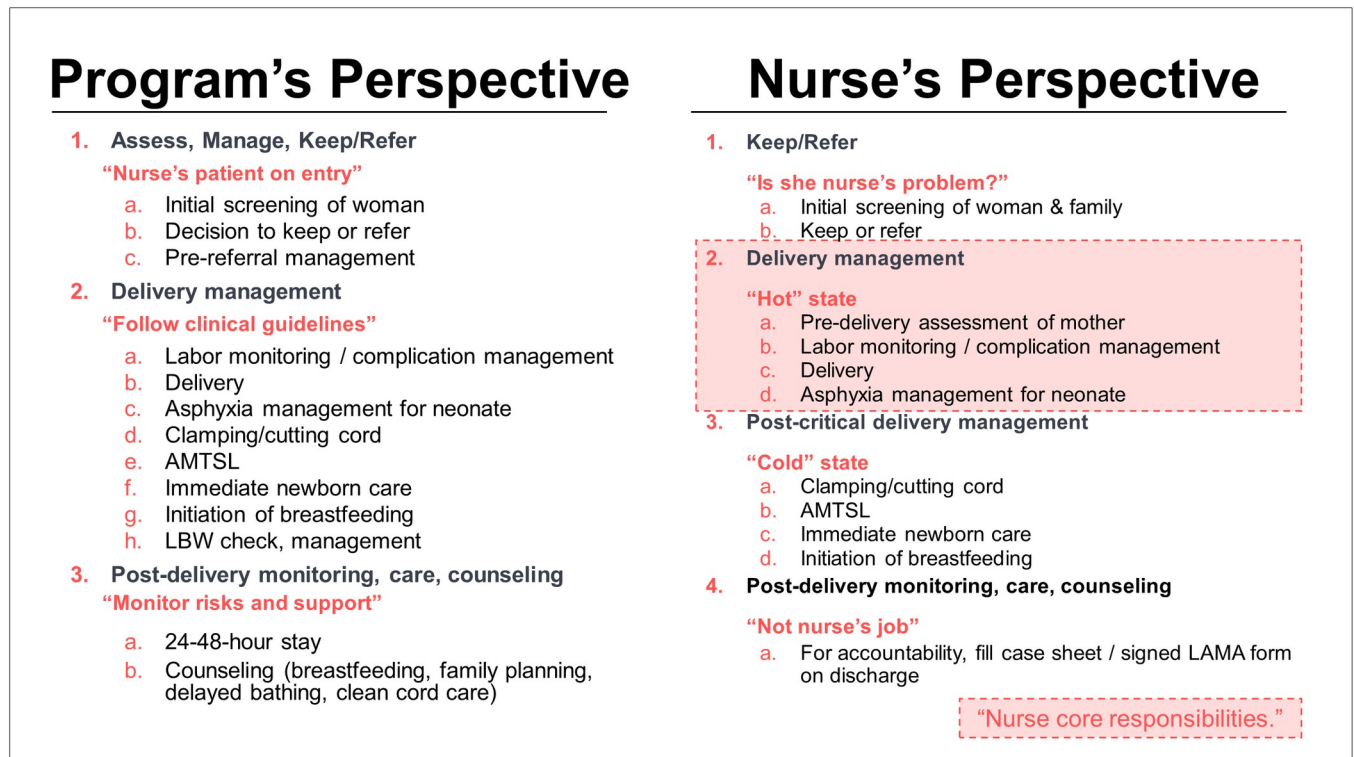 Program’s Perspective
1. Assess, Manage, Keep/Refer
“Nurse’s patient on entry”
a. Initial screening of woman
b. Decision to keep or refer
c. Pre-referral management
2. Delivery management
“Follow clinical guidelines”
a. Labor monitoring / complication management
b. Delivery
c. Asphyxia management for neonate
d. Clamping/cutting cord
e. AMTSL
f. Immediate newborn care
g. Initiation of breastfeeding
h. LBW check, management
3. Post-delivery monitoring, care, counseling
“Monitor risks and support”
a. 24-48-hour stay
b. Counseling (breastfeeding, family planning,
delayed bathing, clean cord care)
Nurse’s Perspective
1. Keep/Refer
“Is she nurse’s problem?”
a. Initial screening of woman & family
b. Keep or refer
2. Delivery management
“Hot” state
a. Pre-delivery assessment of mother
b. Labor monitoring / complication management
c. Delivery
d. Asphyxia management for neonate
3. Post-critical delivery management
“Cold” state
a. Clamping/cutting cord
b. AMTSL
c. Immediate newborn care
d. Initiation of breastfeeding
4. Post-delivery monitoring, care, counseling
“Not nurse’s job”
a. For accountability, fill case sheet / signed LAMA form
on discharge
“Nurse core responsibilities.”